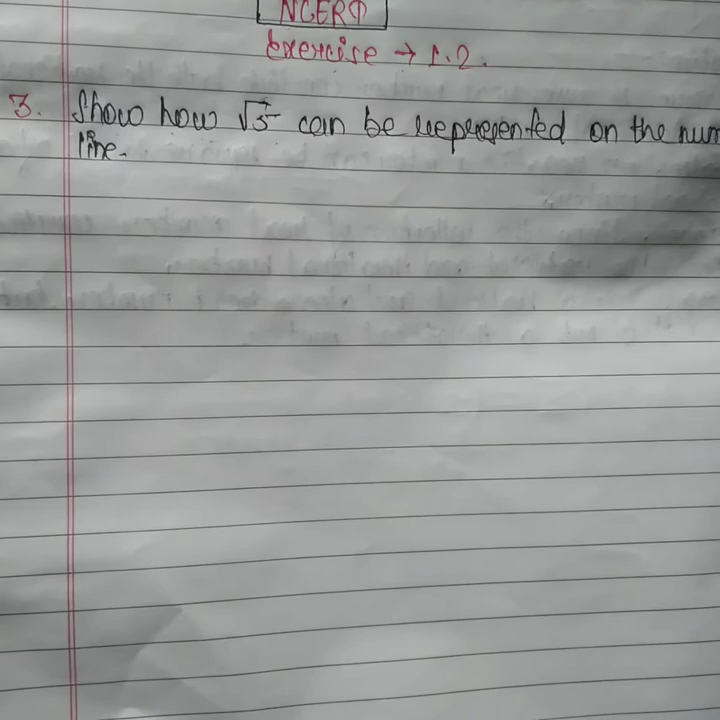 NCERT
Exercise → 1.2.
3. Show how √5 can be represented on the num
line.